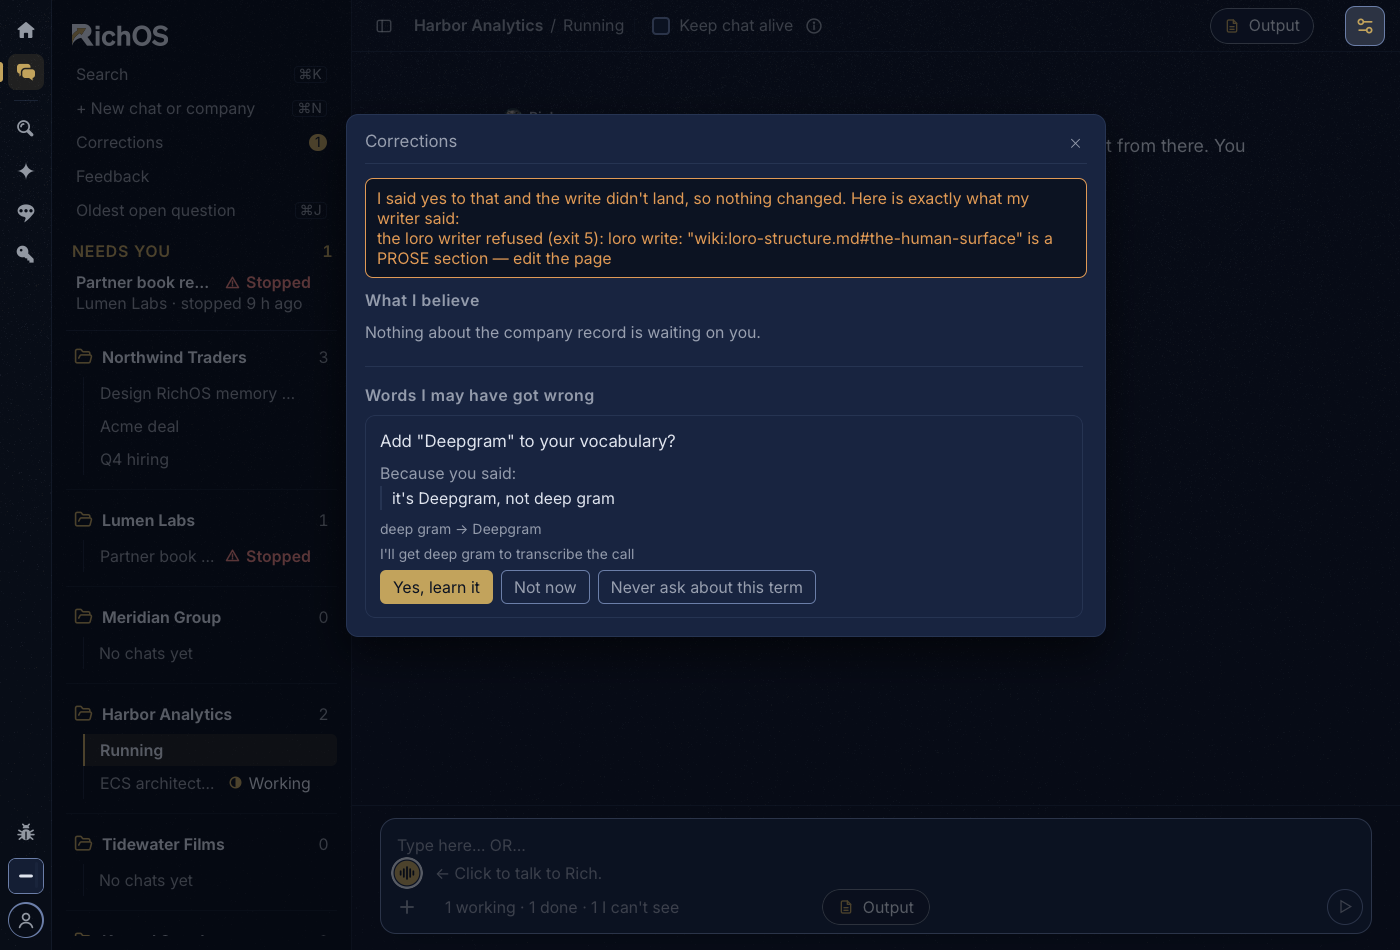 RichOS
Search ⌘K
+ New chat or company ⌘N
Corrections 1
Feedback
Oldest open question ⌘J
NEEDS YOU 1
Partner book re... Stopped
Lumen Labs · stopped 9 h ago
Northwind Traders 3
Design RichOS memory ...
Acme deal
Q4 hiring
Lumen Labs 1
Partner book ... Stopped
Meridian Group 0
No chats yet
Harbor Analytics 2
Running
ECS architect... Working
Tidewater Films 0
No chats yet
Harbor Analytics / Running
Keep chat alive
Output
t from there. You
Corrections
I said yes to that and the write didn't land, so nothing changed. Here is exactly what my
writer said:
the loro writer refused (exit 5): loro write: "wiki:loro-structure.md#the-human-surface" is a
PROSE section — edit the page
What I believe
Nothing about the company record is waiting on you.
Words I may have got wrong
Add "Deepgram" to your vocabulary?
Because you said:
it's Deepgram, not deep gram
deep gram → Deepgram
I'll get deep gram to transcribe the call
Yes, learn it
Not now
Never ask about this term
Type here... OR...
← Click to talk to Rich.
1 working · 1 done · 1 I can't see
Output